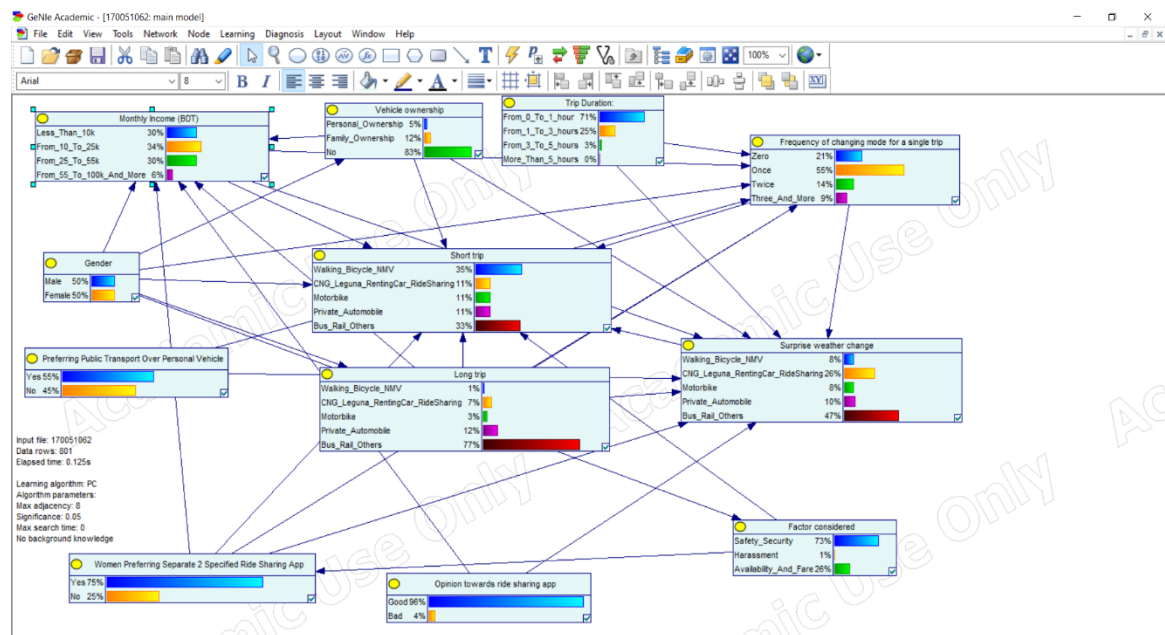 GeNIe Academic - [170051062: main model]
File Edit View Tools Network Node Learning Diagnosis Layout Window Help
100%
Arial 8 B I A
Monthly Income (BDT)
Less_Than_10k 30%
From_10_To_25k 34%
From_25_To_55k 30%
From_55_To_100k_And_More 6%
Vehicle ownership
Personal_Ownership 5%
Family_Ownership 12%
No 83%
Trip Duration:
From_0_To_1_hour 71%
From_1_To_3_hours 25%
From_3_To_5_hours 3%
More_Than_5_hours 0%
Frequency of changing mode for a single trip
Zero 21%
Once 55%
Twice 14%
Three_And_More 9%
Gender
Male 50%
Female 50%
Short trip
Walking_Bicycle_NMV 35%
CNG_Leguna_RentingCar_RideSharing 11%
Motorbike 11%
Private_Automobile 11%
Bus_Rail_Others 33%
Preferring Public Transport Over Personal Vehicle
Yes 55%
No 45%
Long trip
Walking_Bicycle_NMV 1%
CNG_Leguna_RentingCar_RideSharing 7%
Motorbike 3%
Private_Automobile 12%
Bus_Rail_Others 77%
Surprise weather change
Walking_Bicycle_NMV 8%
CNG_Leguna_RentingCar_RideSharing 26%
Motorbike 8%
Private_Automobile 10%
Bus_Rail_Others 47%
Input file: 170051062
Data rows: 801
Elapsed time: 0.125s
Learning algorithm: PC
Algorithm parameters:
Max adjacency: 8
Significance: 0.05
Max search time: 0
No background knowledge
Factor considered
Safety_Security 73%
Harassment 1%
Availability_And_Fare 26%
Women Preferring Separate 2 Specified Ride Sharing App
Yes 75%
No 25%
Opinion towards ride sharing app
Good 96%
Bad 4%
Academic Use Only